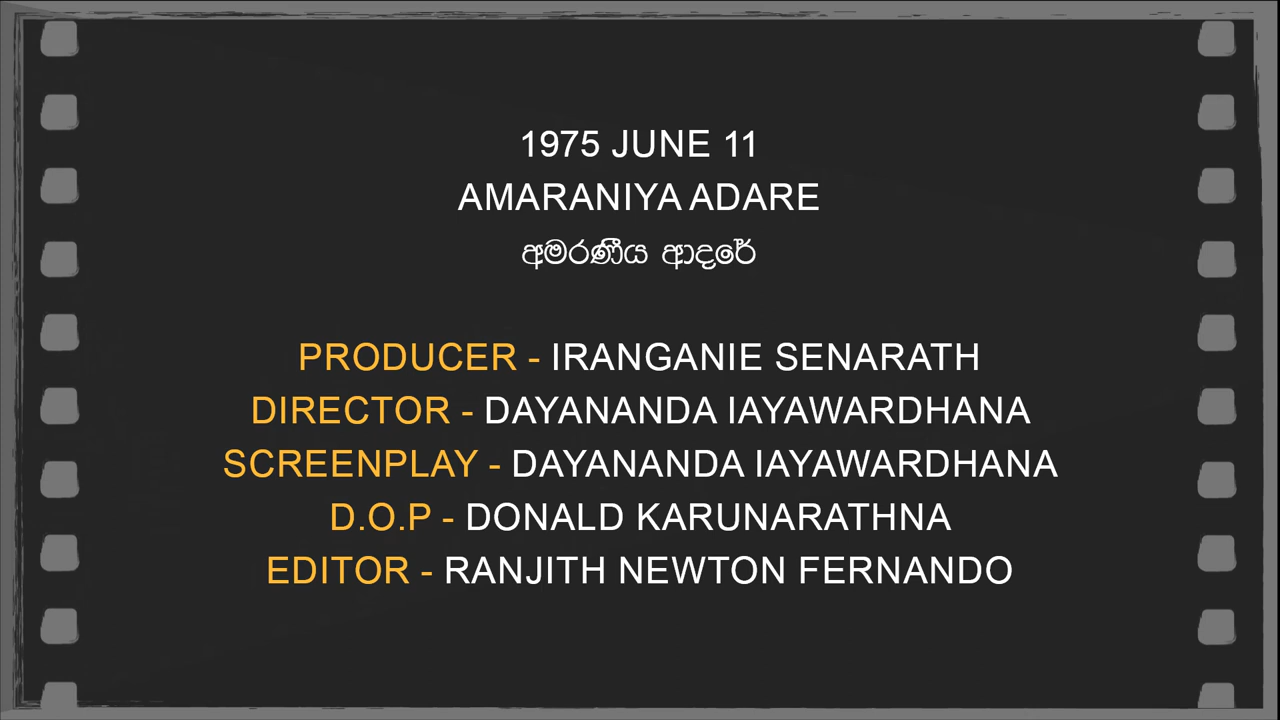 1975 JUNE 11
AMARANIYA ADARE
අමරණීය ආදරේ
PRODUCER - IRANGANIE SENARATH
DIRECTOR - DAYANANDA IAYAWARDHANA
SCREENPLAY - DAYANANDA IAYAWARDHANA
D.O.P - DONALD KARUNARATHNA
EDITOR - RANJITH NEWTON FERNANDO